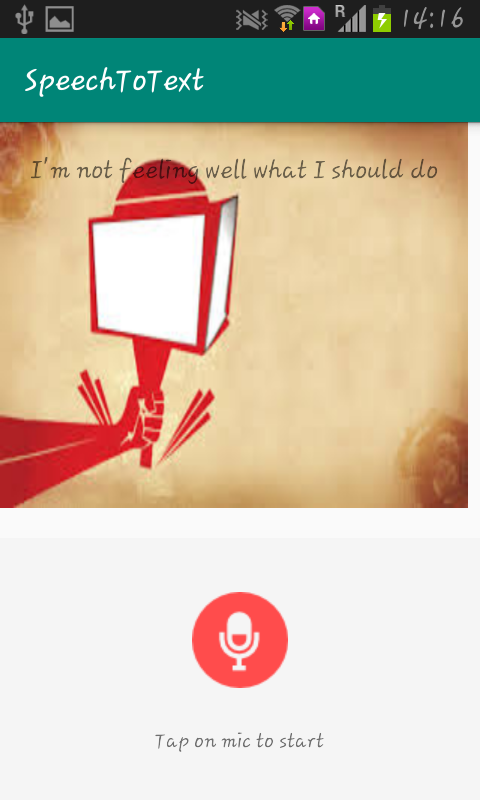 R 14:16
SpeechToText
I'm not feeling well what I should do
Tap on mic to start